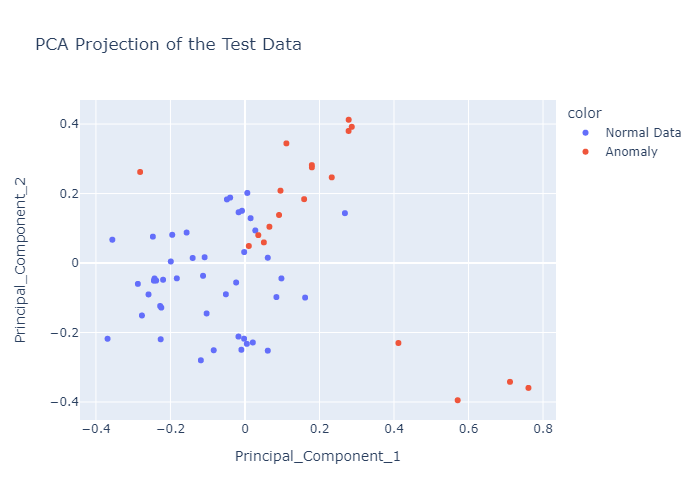 PCA Projection of the Test Data
color
Normal Data
Anomaly
Principal_Component_2
0.4
0.2
0
−0.2
−0.4
−0.4
−0.2
0
0.2
0.4
0.6
0.8
Principal_Component_1